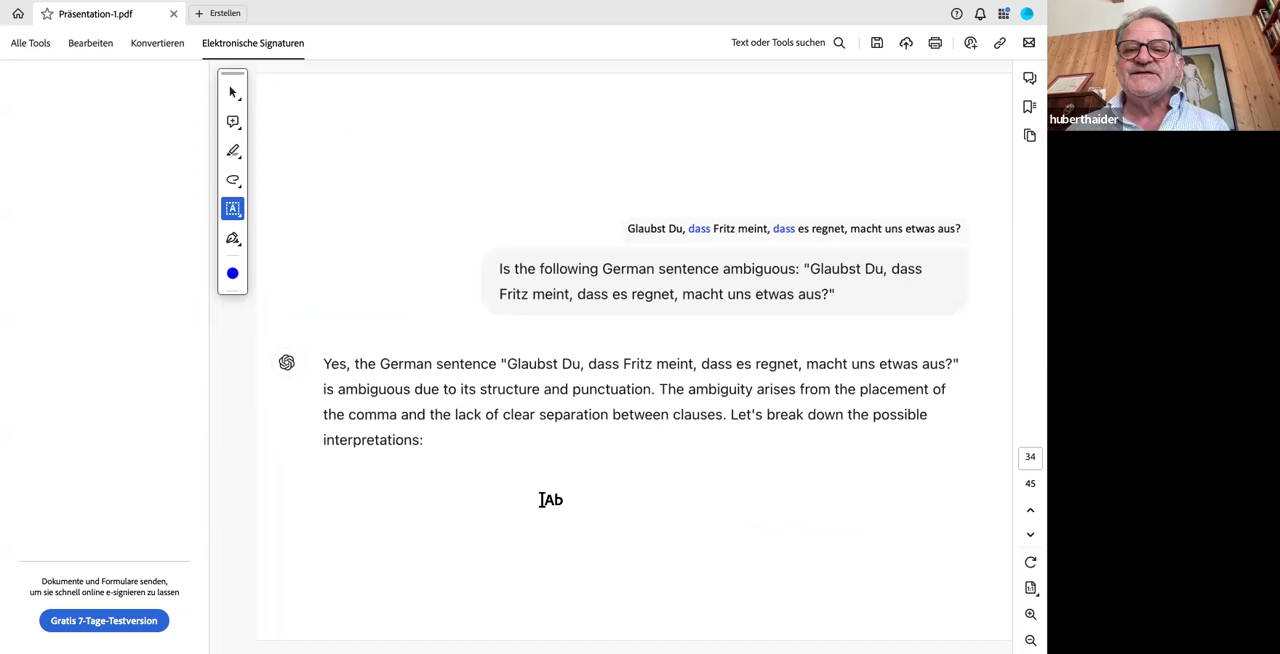 Präsentation-1.pdf
Erstellen
Alle Tools
Bearbeiten
Konvertieren
Elektronische Signaturen
Text oder Tools suchen
huberthaider
Glaubst Du, dass Fritz meint, dass es regnet, macht uns etwas aus?
Is the following German sentence ambiguous: "Glaubst Du, dass
Fritz meint, dass es regnet, macht uns etwas aus?"
Yes, the German sentence "Glaubst Du, dass Fritz meint, dass es regnet, macht uns etwas aus?"
is ambiguous due to its structure and punctuation. The ambiguity arises from the placement of
the comma and the lack of clear separation between clauses. Let's break down the possible
interpretations:
Ab
34
45
Dokumente und Formulare senden,
um sie schnell online e-signieren zu lassen
Gratis 7-Tage-Testversion